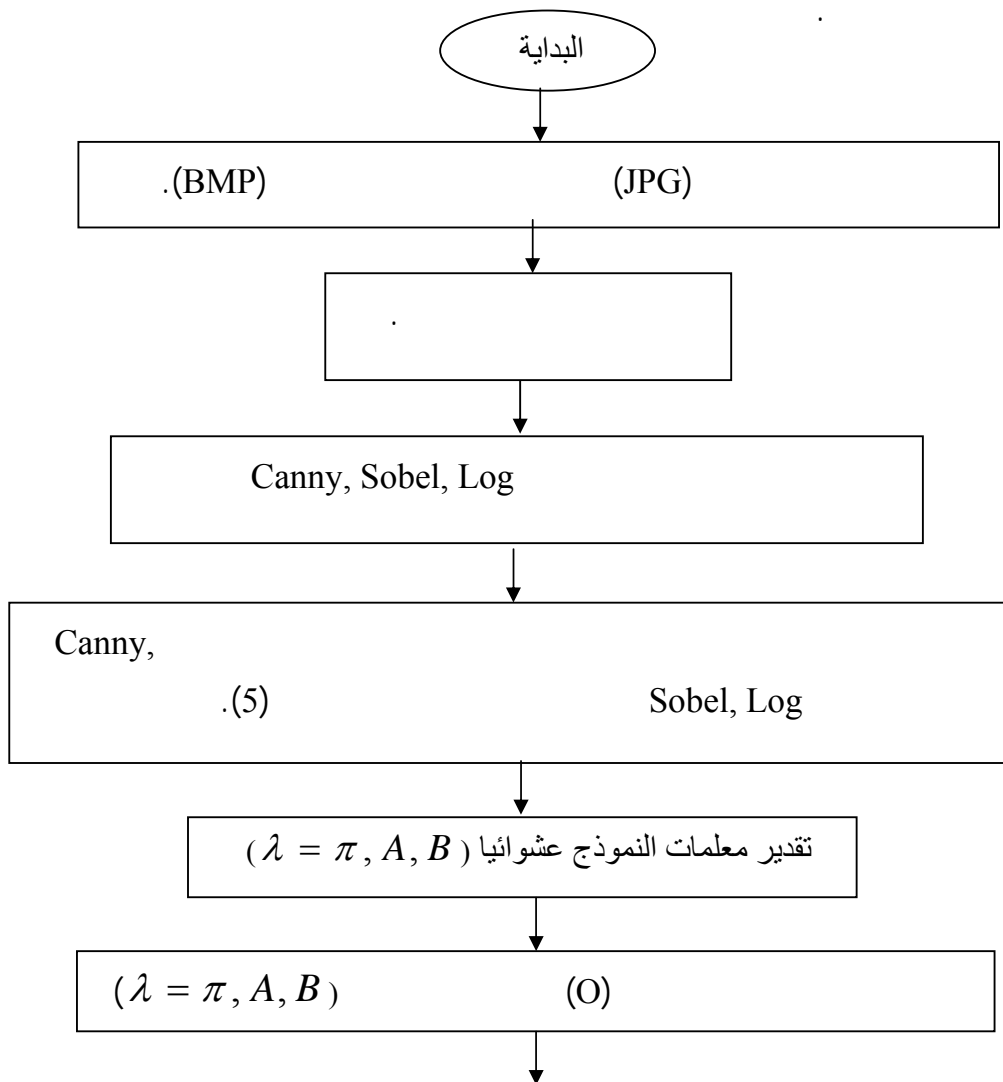 .
البداية
(JPG) (BMP).
.
Canny, Sobel, Log
Canny,
Sobel, Log (5).
تقدير معلمات النموذج عشوائيا (λ = π, A, B)
(O) (λ = π, A, B)